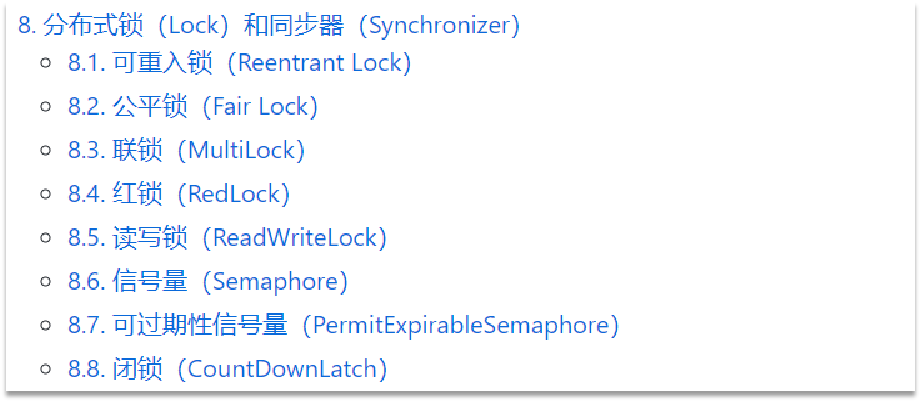 8. 分布式锁（Lock）和同步器（Synchronizer）
8.1. 可重入锁（Reentrant Lock）
8.2. 公平锁（Fair Lock）
8.3. 联锁（MultiLock）
8.4. 红锁（RedLock）
8.5. 读写锁（ReadWriteLock）
8.6. 信号量（Semaphore）
8.7. 可过期性信号量（PermitExpirableSemaphore）
8.8. 闭锁（CountDownLatch）